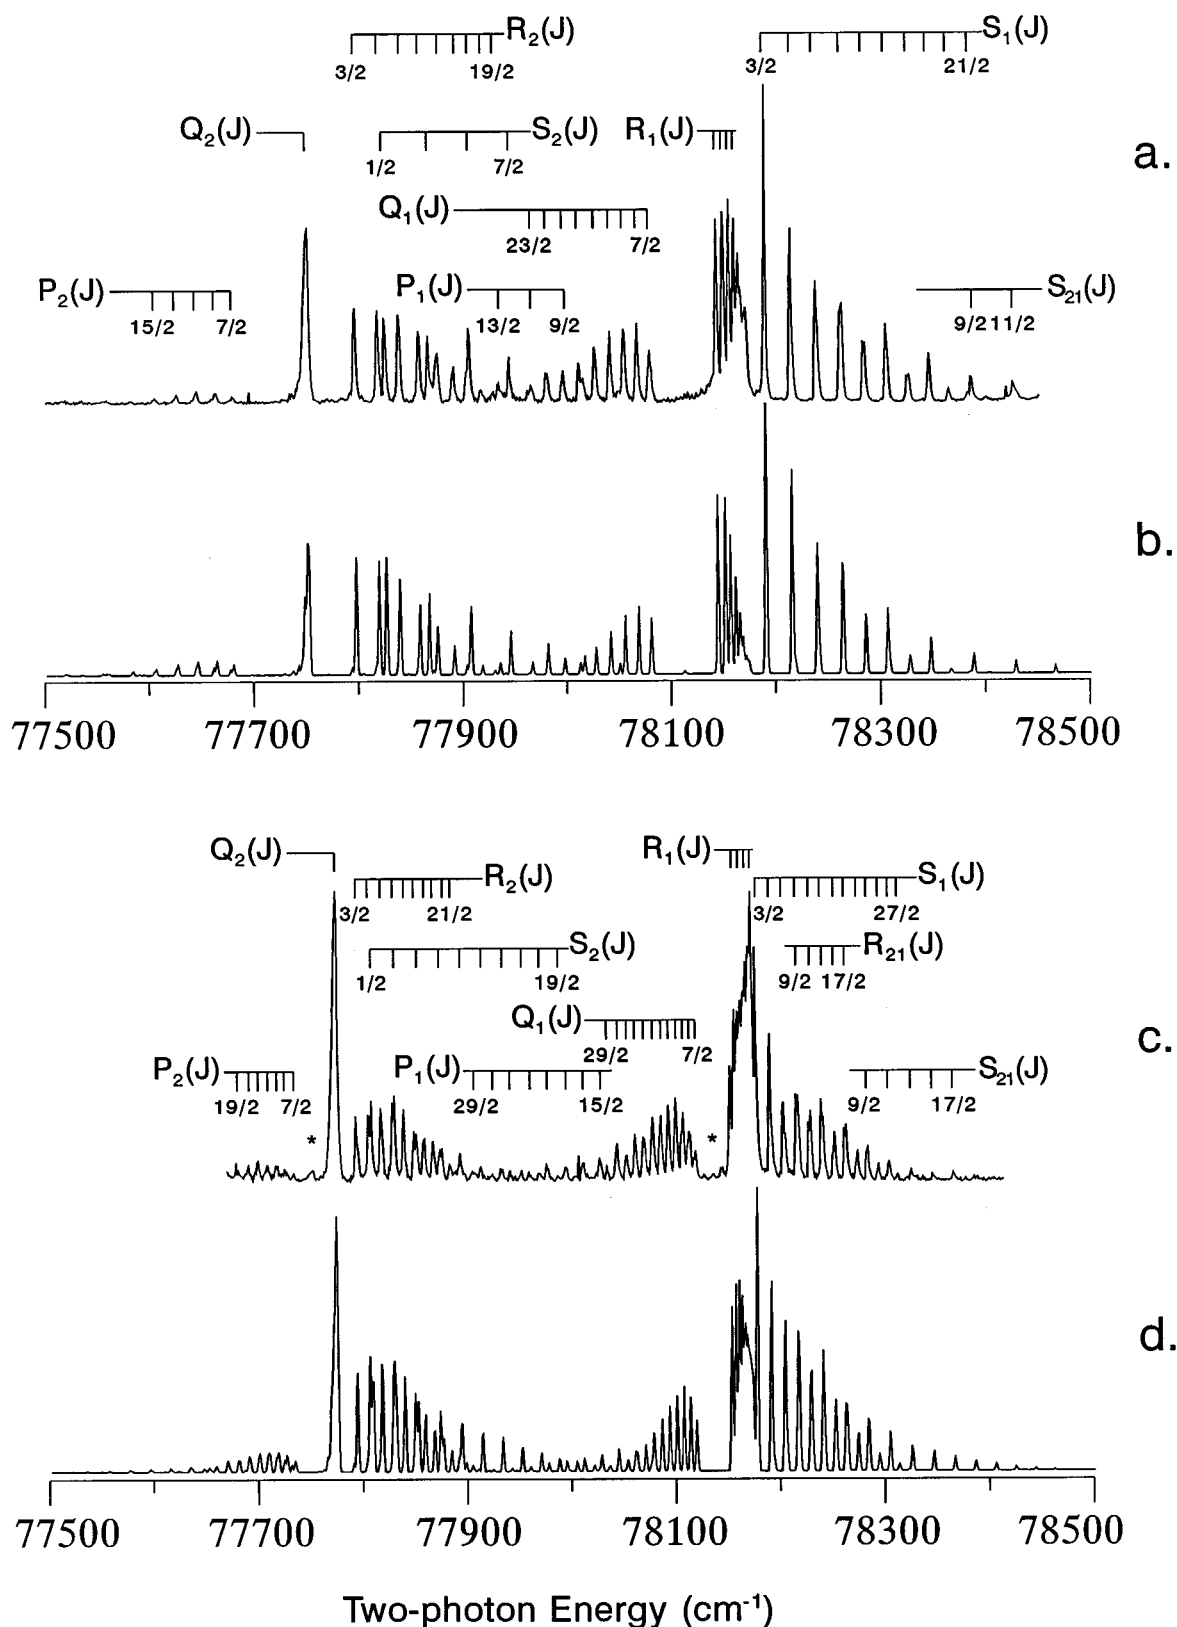 R₂(J)
S₁(J)
3/2 19/2
3/2 21/2
Q₂(J)
S₂(J)
R₁(J)
a.
1/2 7/2
Q₁(J)
23/2 7/2
P₂(J)
P₁(J)
S₂₁(J)
15/2 7/2
13/2 9/2
9/2 11/2
b.
77500 77700 77900 78100 78300 78500
Q₂(J)
R₁(J)
R₂(J)
S₁(J)
3/2 21/2
3/2 27/2
S₂(J)
R₂₁(J)
1/2 19/2
9/2 17/2
Q₁(J)
29/2 7/2
c.
P₂(J)
P₁(J)
S₂₁(J)
19/2 7/2
29/2 15/2
9/2 17/2
*
*
d.
77500 77700 77900 78100 78300 78500
Two-photon Energy (cm⁻¹)